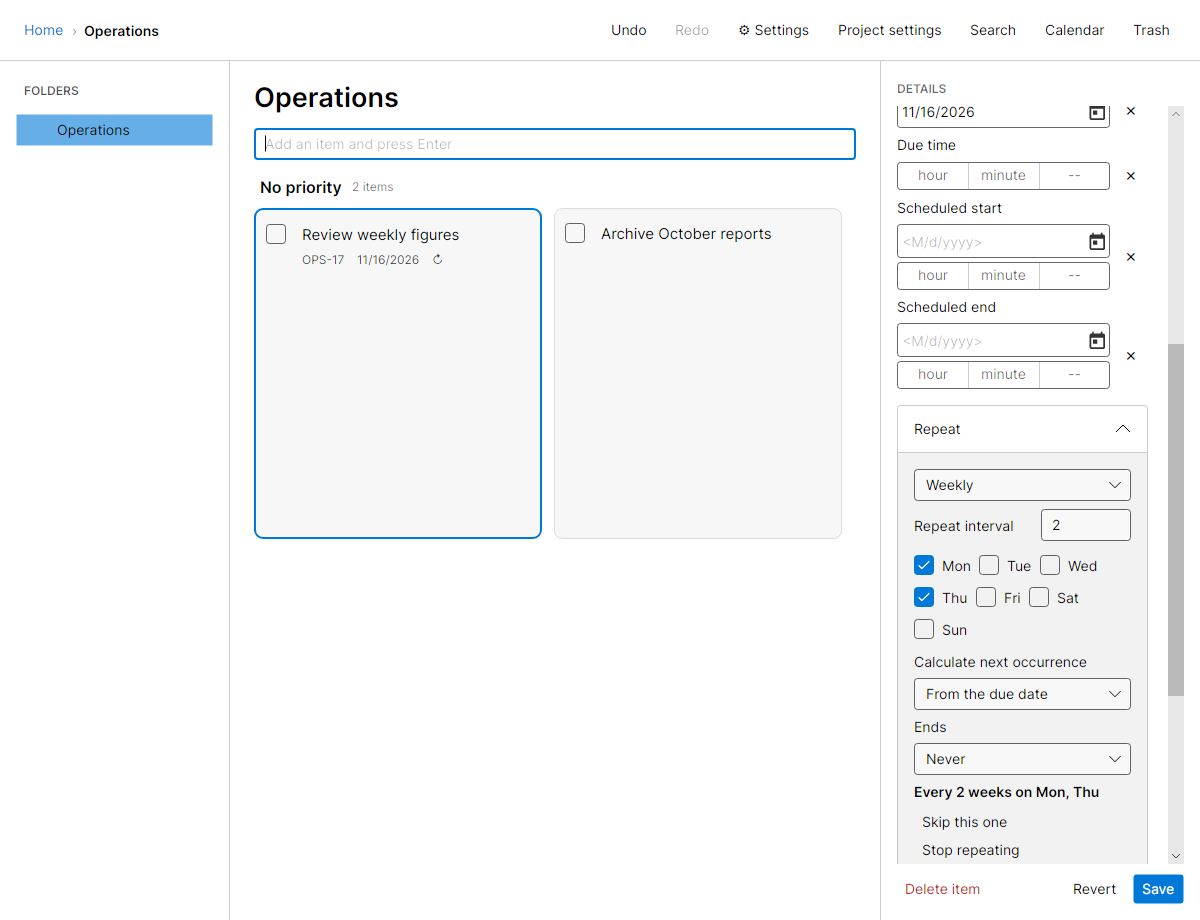 Home › Operations
Undo Redo ⚙ Settings Project settings Search Calendar Trash
FOLDERS
Operations
Operations
Add an item and press Enter
No priority 2 items
Review weekly figures
OPS-17 11/16/2026 ↻
Archive October reports
DETAILS
11/16/2026 ×
Due time
hour minute -- ×
Scheduled start
<M/d/yyyy>
hour minute -- ×
Scheduled end
<M/d/yyyy>
hour minute -- ×
Repeat
Weekly
Repeat interval 2
Mon Tue Wed
Thu Fri Sat
Sun
Calculate next occurrence
From the due date
Ends
Never
Every 2 weeks on Mon, Thu
Skip this one
Stop repeating
Delete item Revert Save